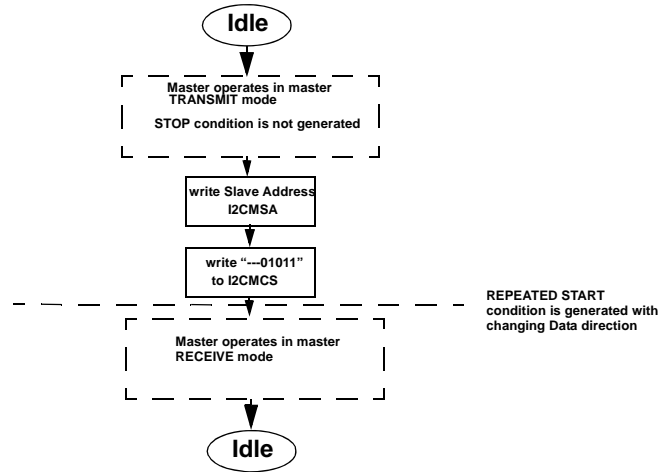 Idle
Master operates in master
TRANSMIT mode
STOP condition is not generated
write Slave Address
I2CMSA
write “---01011”
to I2CMCS
REPEATED START
condition is generated with
changing Data direction
Master operates in master
RECEIVE mode
Idle